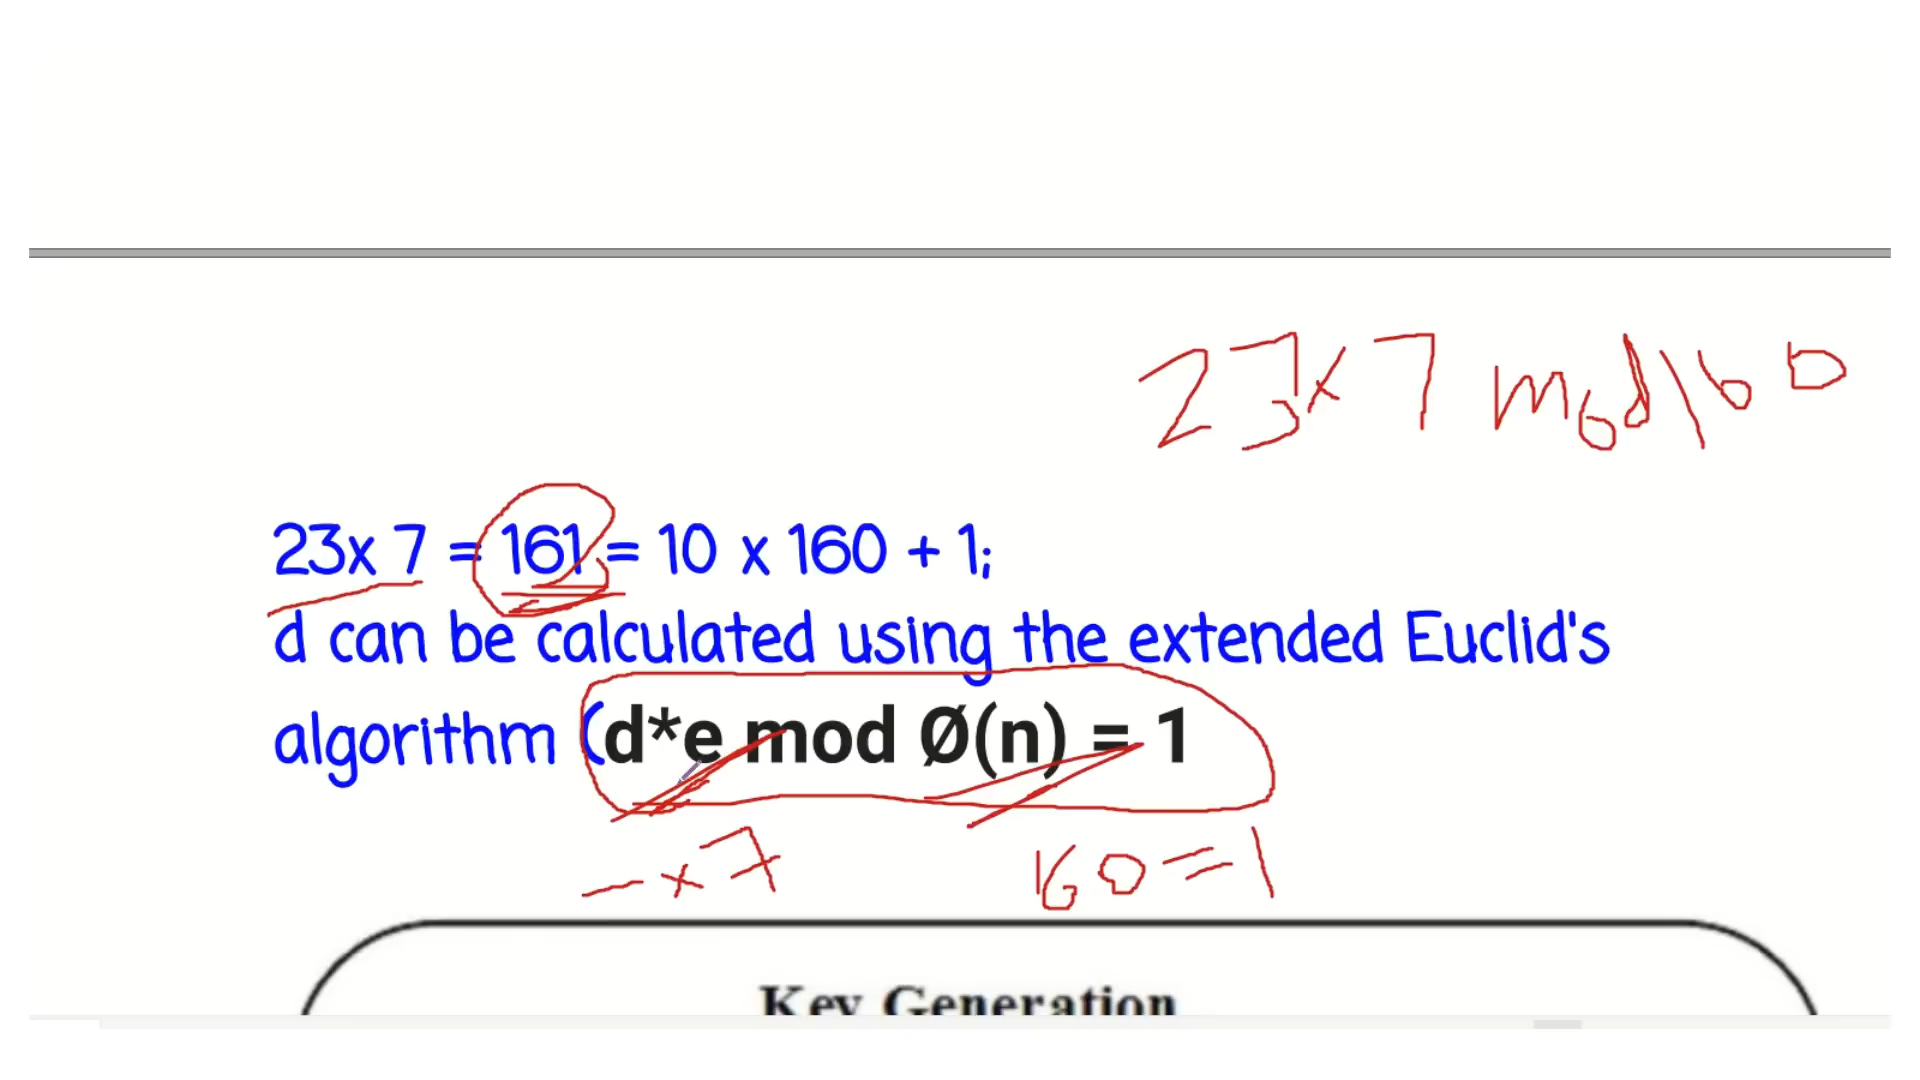 23x7 mod 160
23x 7 = 161 = 10 x 160 + 1;
d can be calculated using the extended Euclid's
algorithm (d*e mod Ø(n) = 1
– x 7 160 = 1
Key Generation